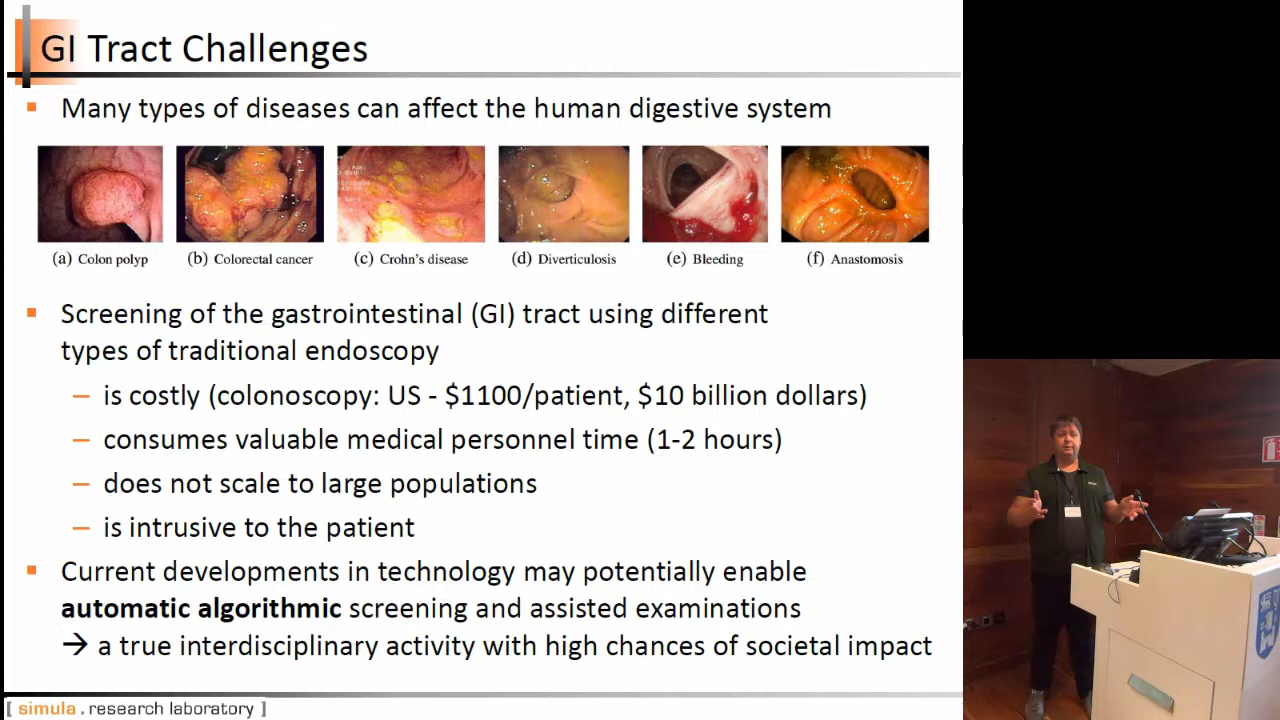 GI Tract Challenges
Many types of diseases can affect the human digestive system
(a) Colon polyp (b) Colorectal cancer (c) Crohn's disease (d) Diverticulosis (e) Bleeding (f) Anastomosis
Screening of the gastrointestinal (GI) tract using different
types of traditional endoscopy
– is costly (colonoscopy: US - $1100/patient, $10 billion dollars)
– consumes valuable medical personnel time (1-2 hours)
– does not scale to large populations
– is intrusive to the patient
Current developments in technology may potentially enable
automatic algorithmic screening and assisted examinations
→ a true interdisciplinary activity with high chances of societal impact
[ simula . research laboratory ]